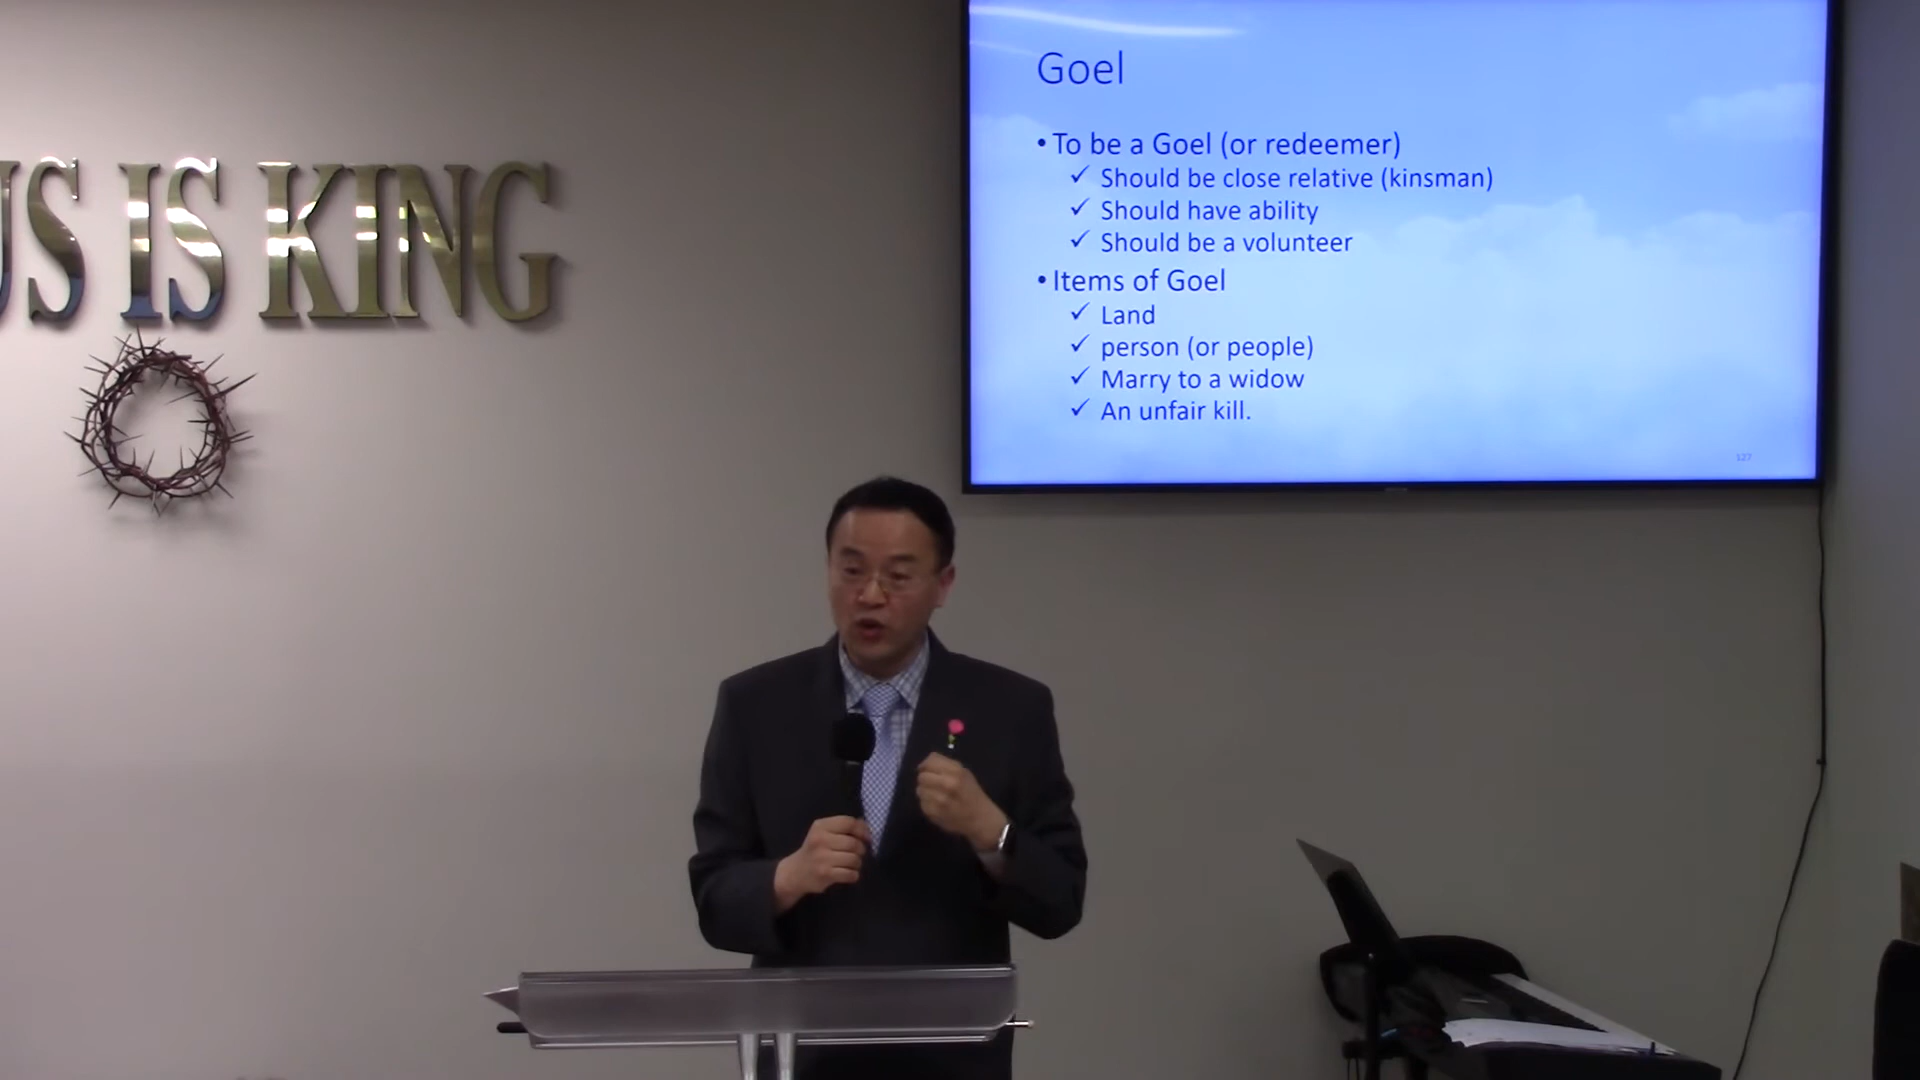 US IS KING
Goel
• To be a Goel (or redeemer)
✓ Should be close relative (kinsman)
✓ Should have ability
✓ Should be a volunteer
• Items of Goel
✓ Land
✓ person (or people)
✓ Marry to a widow
✓ An unfair kill.
127